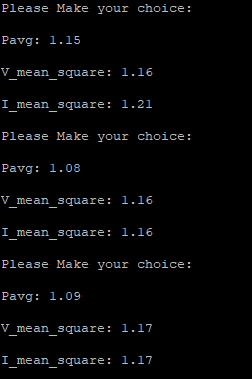 Please Make your choice:
Pavg: 1.15
V_mean_square: 1.16
I_mean_square: 1.21
Please Make your choice:
Pavg: 1.08
V_mean_square: 1.16
I_mean_square: 1.16
Please Make your choice:
Pavg: 1.09
V_mean_square: 1.17
I_mean_square: 1.17